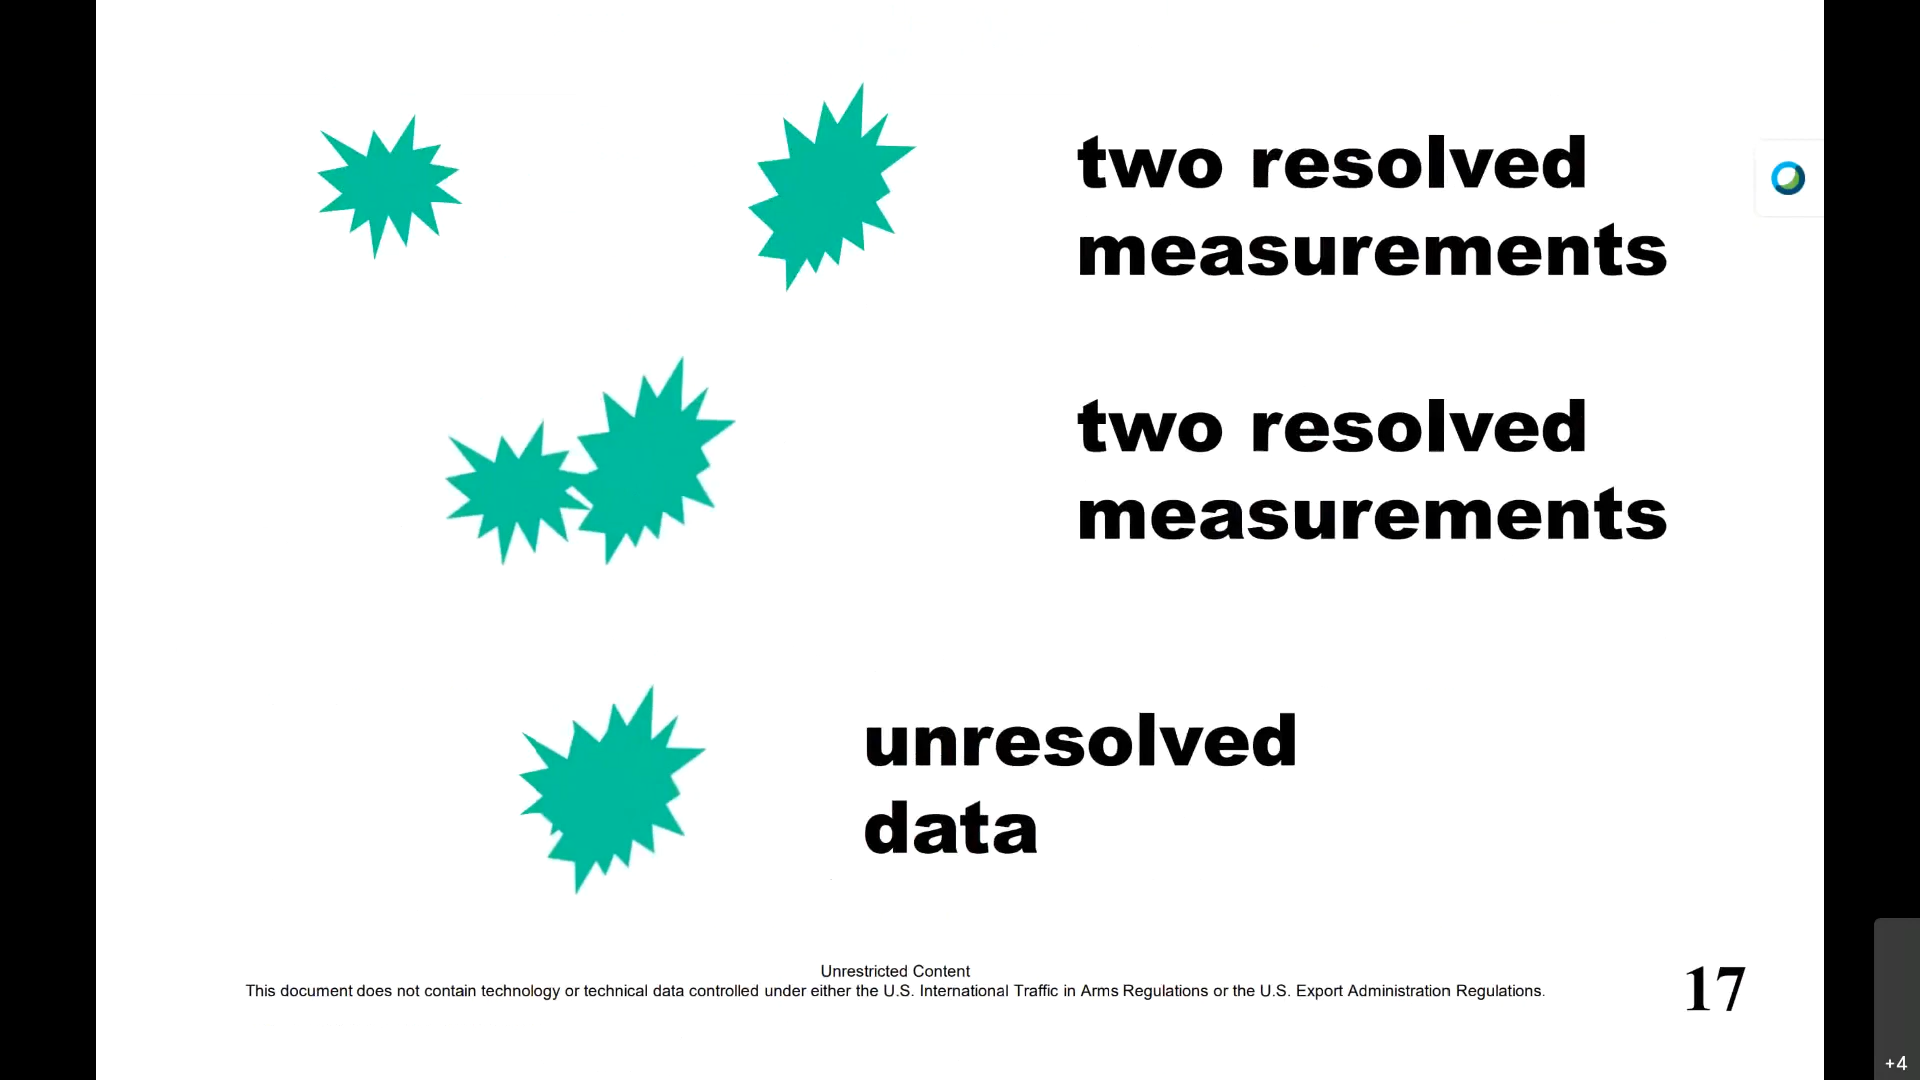 two resolved
measurements
two resolved
measurements
unresolved
data
Unrestricted Content
This document does not contain technology or technical data controlled under either the U.S. International Traffic in Arms Regulations or the U.S. Export Administration Regulations.
17
+4